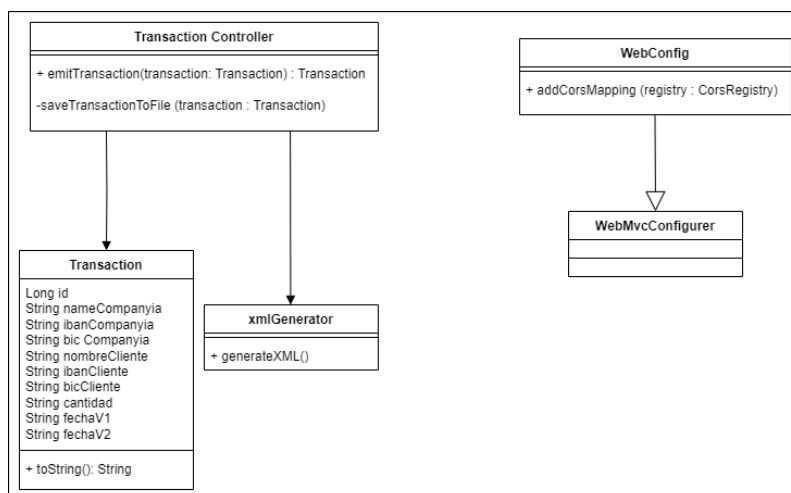 Transaction Controller
+ emitTransaction(transaction: Transaction) : Transaction
-saveTransactionToFile (transaction : Transaction)
WebConfig
+ addCorsMapping (registry : CorsRegistry)
WebMvcConfigurer
Transaction
Long id
String nameCompanyia
String ibanCompanyia
String bic Companyia
String nombreCliente
String ibanCliente
String bicCliente
String cantidad
String fechaV1
String fechaV2
+ toString(): String
xmlGenerator
+ generateXML()